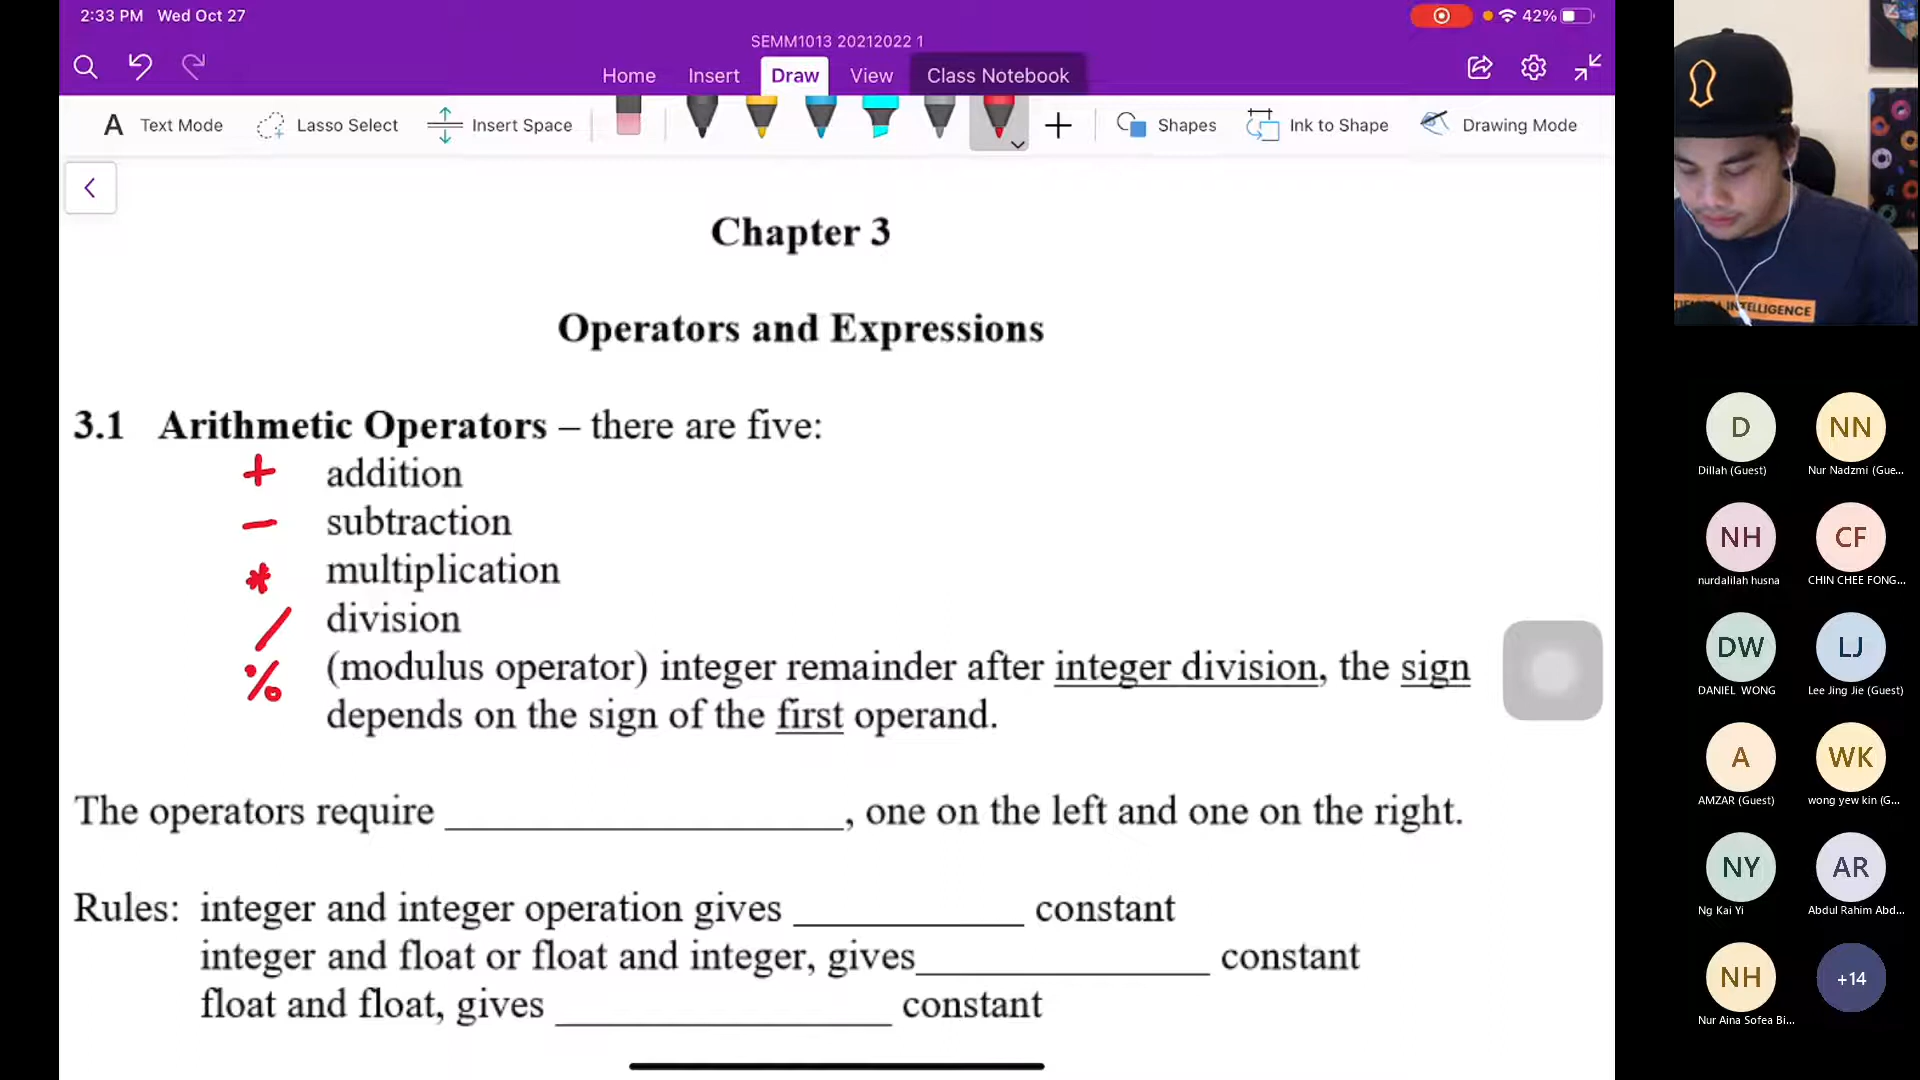 2:33 PM Wed Oct 27
42%
SEMM1013 20212022 1
Home Insert Draw View Class Notebook
A Text Mode Lasso Select Insert Space Shapes Ink to Shape Drawing Mode
Chapter 3
Operators and Expressions
3.1 Arithmetic Operators – there are five:
+ addition
− subtraction
* multiplication
/ division
% (modulus operator) integer remainder after integer division, the sign
depends on the sign of the first operand.
The operators require ____________________, one on the left and one on the right.
Rules: integer and integer operation gives ____________ constant
integer and float or float and integer, gives_______________ constant
float and float, gives _________________ constant
INTELLIGENCE
D NN
Dillah (Guest) Nur Nadzmi (Gue...
NH CF
nurdalilah husna CHIN CHEE FONG...
DW LJ
DANIEL WONG Lee Jing Jie (Guest)
A WK
AMZAR (Guest) wong yew kin (G...
NY AR
Ng Kai Yi Abdul Rahim Abd...
NH +14
Nur Aina Sofea Bi...